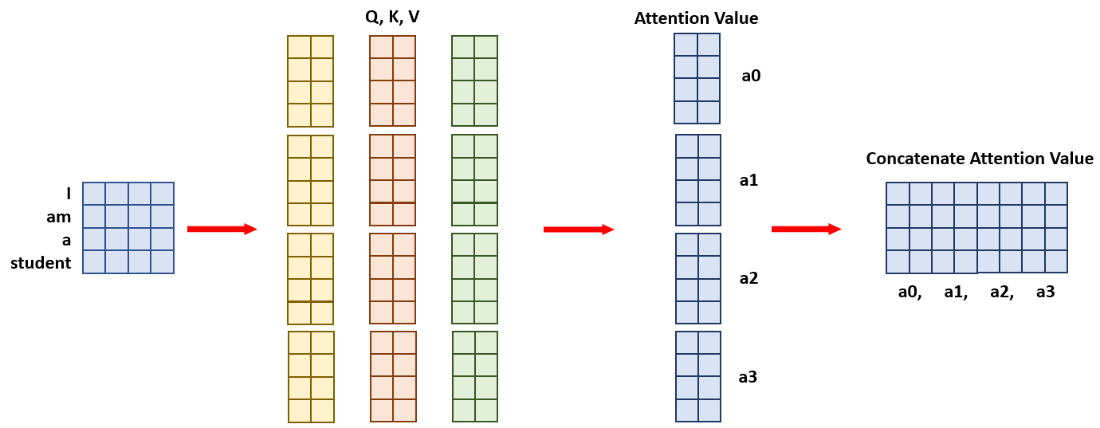 Q, K, V
Attention Value
a0
a1
a2
a3
I
am
a
student
Concatenate Attention Value
a0, a1, a2, a3